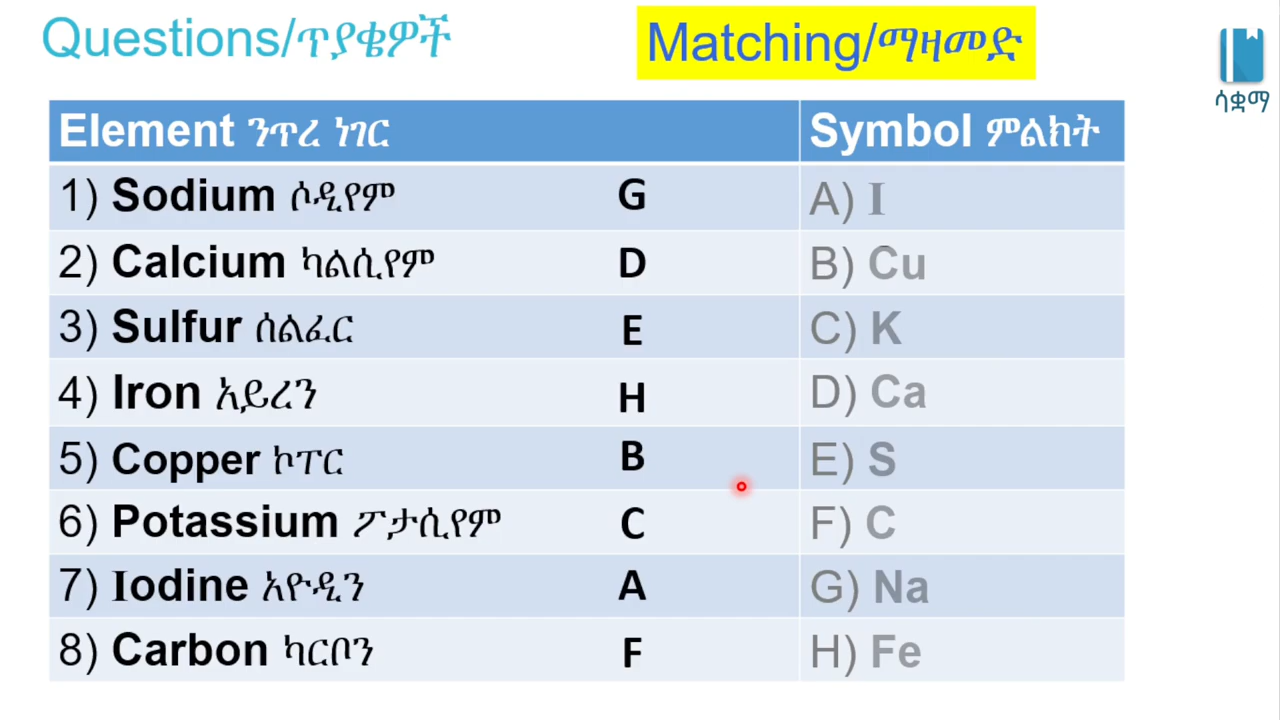 Questions/ጥያቄዎች
Matching/ማዛመድ
ሳቋማ
Element ንጥረ ነገር Symbol ምልክት
1) Sodium ሶዲየም G A) I
2) Calcium ካልሲየም D B) Cu
3) Sulfur ሰልፈር E C) K
4) Iron አይረን H D) Ca
5) Copper ኮፐር B E) S
6) Potassium ፖታሲየም C F) C
7) Iodine አዮዲን A G) Na
8) Carbon ካርቦን F H) Fe